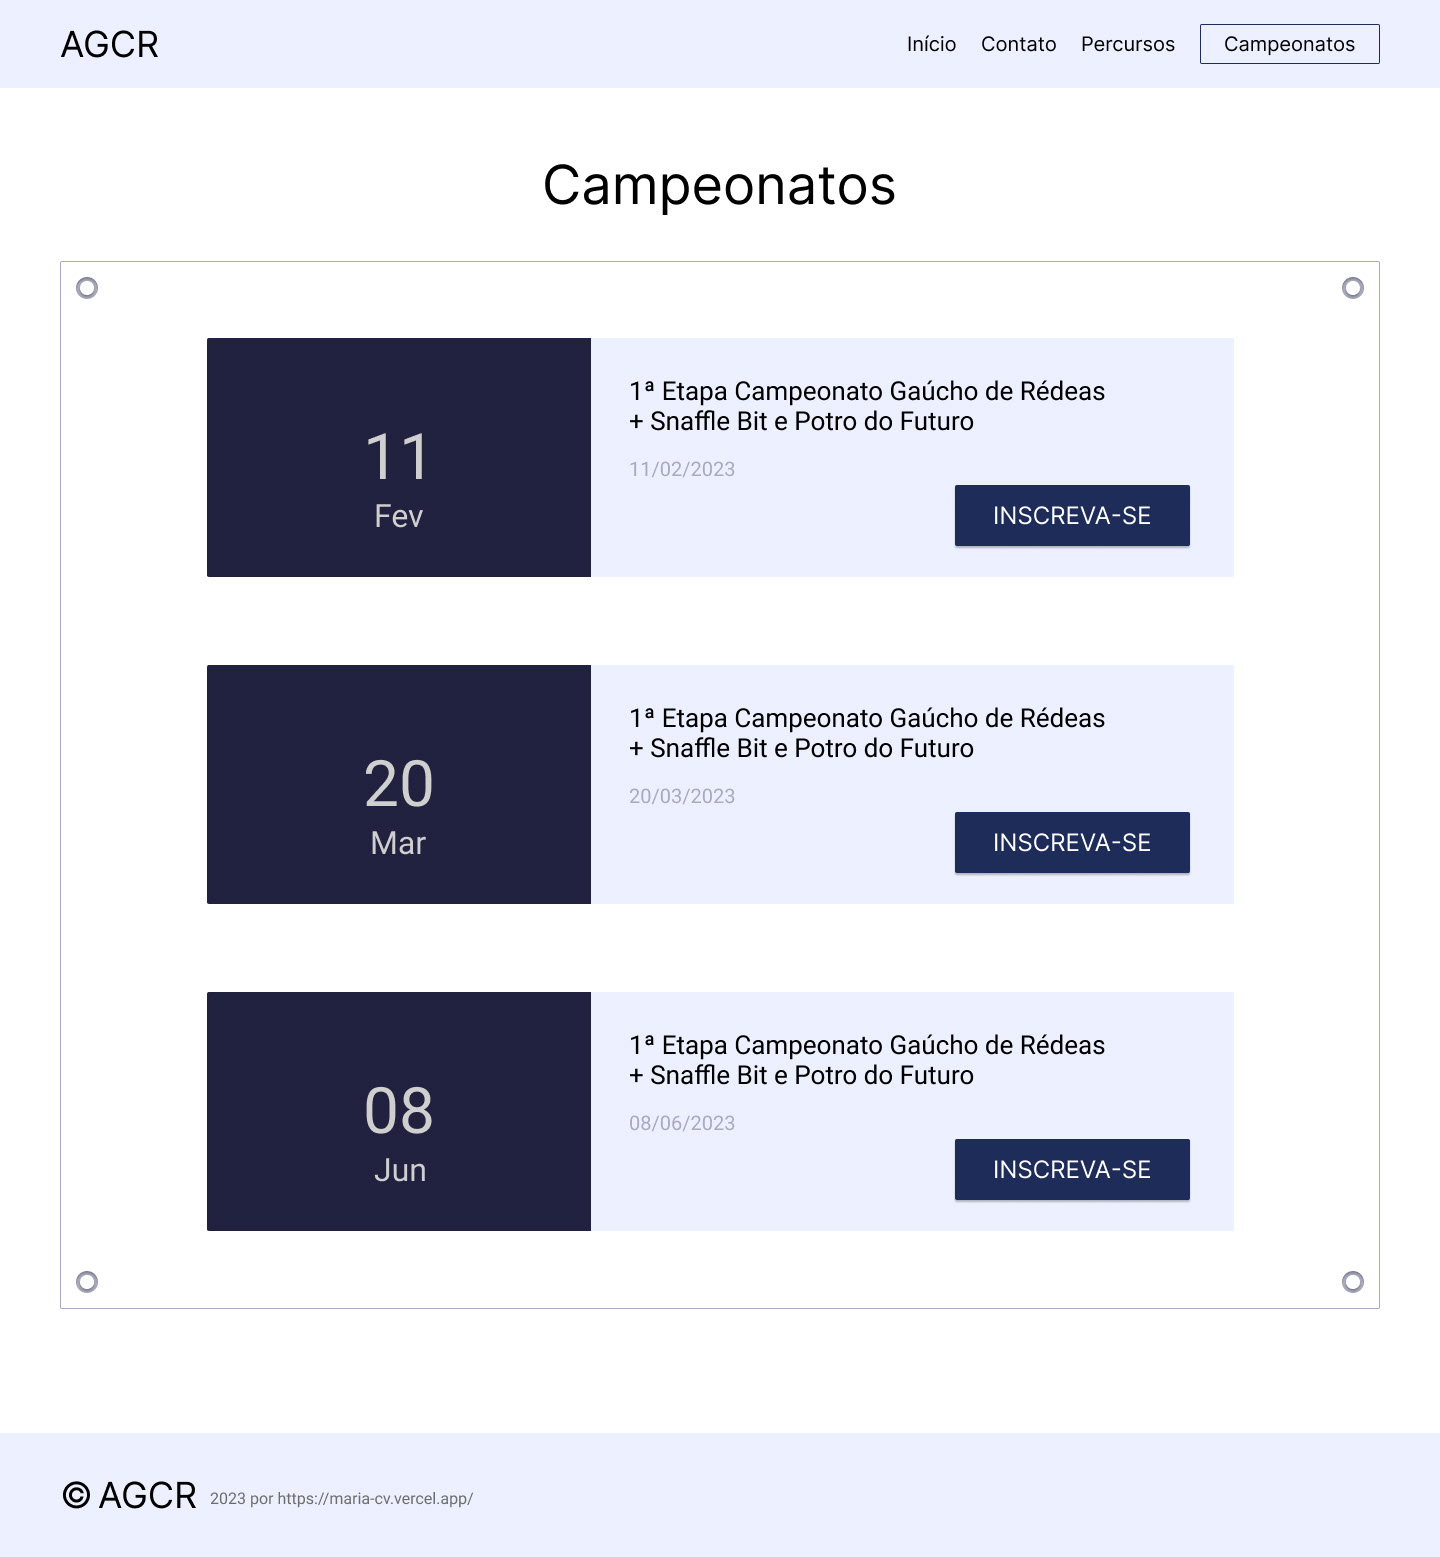 AGCR
Início Contato Percursos Campeonatos
Campeonatos
11
Fev
1ª Etapa Campeonato Gaúcho de Rédeas
+ Snaffle Bit e Potro do Futuro
11/02/2023
INSCREVA-SE
20
Mar
1ª Etapa Campeonato Gaúcho de Rédeas
+ Snaffle Bit e Potro do Futuro
20/03/2023
INSCREVA-SE
08
Jun
1ª Etapa Campeonato Gaúcho de Rédeas
+ Snaffle Bit e Potro do Futuro
08/06/2023
INSCREVA-SE
© AGCR 2023 por https://maria-cv.vercel.app/